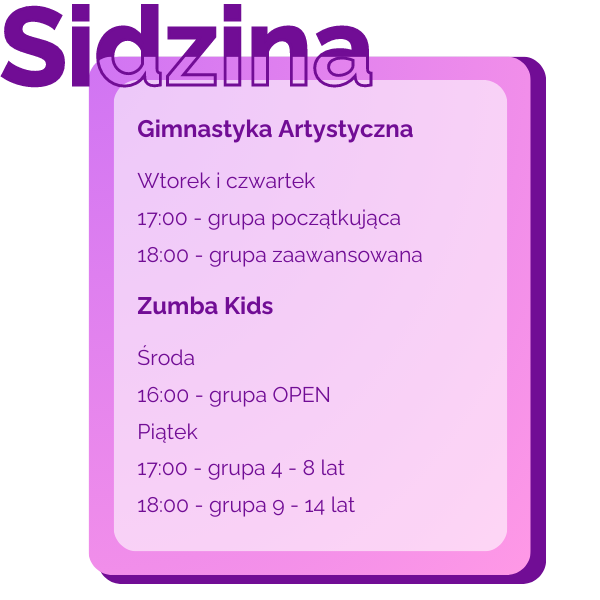 Sidzina
Gimnastyka Artystyczna
Wtorek i czwartek
17:00 - grupa początkująca
18:00 - grupa zaawansowana
Zumba Kids
Środa
16:00 - grupa OPEN
Piątek
17:00 - grupa 4 - 8 lat
18:00 - grupa 9 - 14 lat